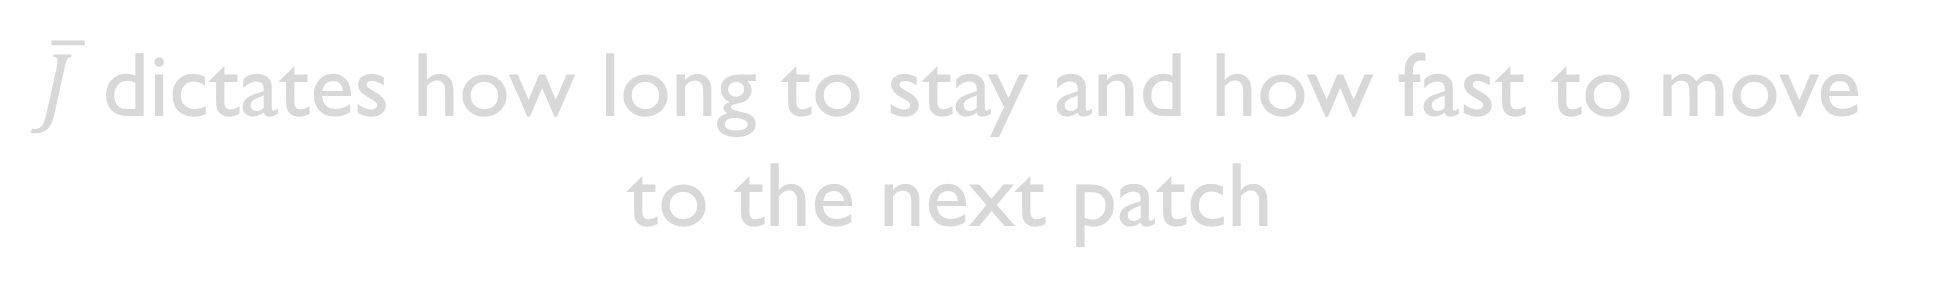 J̅ dictates how long to stay and how fast to move
to the next patch